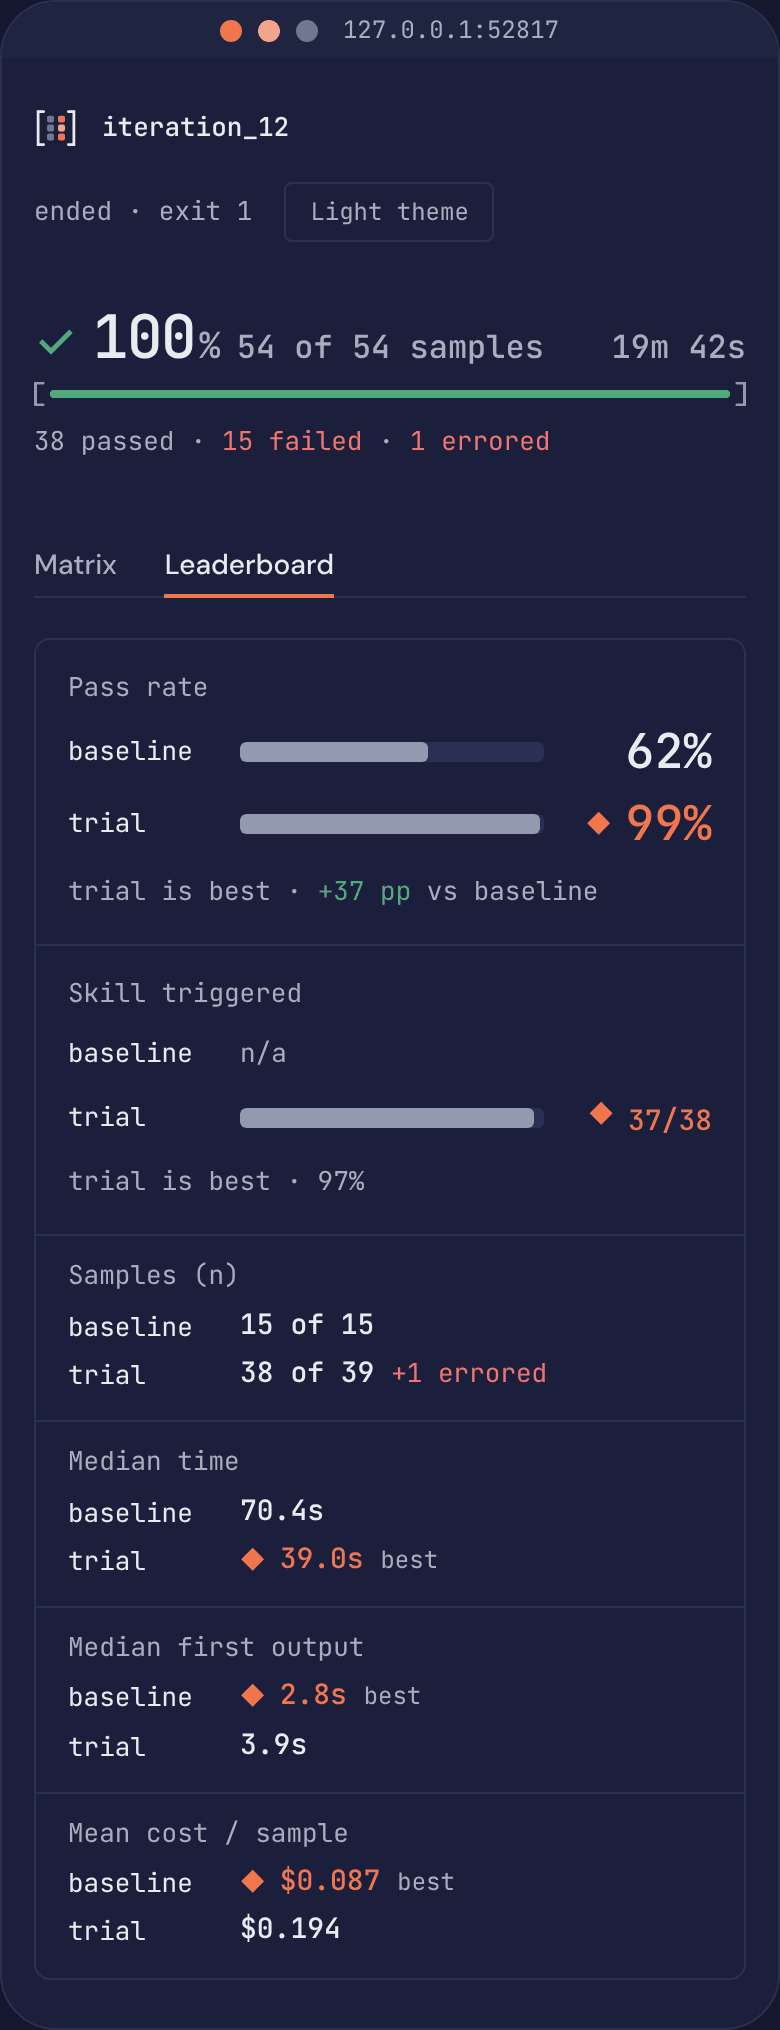 127.0.0.1:52817
iteration_12
ended · exit 1 Light theme
100% 54 of 54 samples 19m 42s
38 passed · 15 failed · 1 errored
Matrix Leaderboard
Pass rate
baseline 62%
trial ◆ 99%
trial is best · +37 pp vs baseline
Skill triggered
baseline n/a
trial ◆ 37/38
trial is best · 97%
Samples (n)
baseline 15 of 15
trial 38 of 39 +1 errored
Median time
baseline 70.4s
trial ◆ 39.0s best
Median first output
baseline ◆ 2.8s best
trial 3.9s
Mean cost / sample
baseline ◆ $0.087 best
trial $0.194